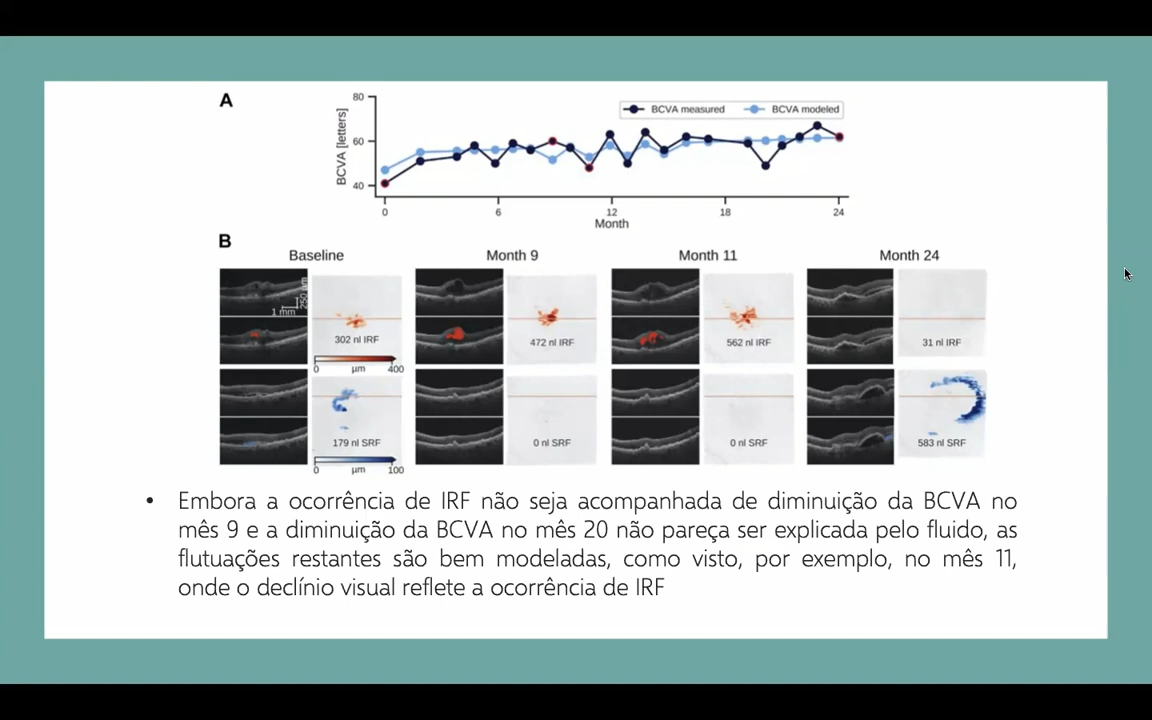 A
80
60
40
BCVA [letters]
BCVA measured
BCVA modeled
0 6 12 18 24
Month
B
Baseline
Month 9
Month 11
Month 24
250 µm
1 mm
302 nl IRF
472 nl IRF
562 nl IRF
31 nl IRF
0 µm 400
179 nl SRF
0 nl SRF
0 nl SRF
583 nl SRF
0 µm 100
• Embora a ocorrência de IRF não seja acompanhada de diminuição da BCVA no
mês 9 e a diminuição da BCVA no mês 20 não pareça ser explicada pelo fluido, as
flutuações restantes são bem modeladas, como visto, por exemplo, no mês 11,
onde o declínio visual reflete a ocorrência de IRF